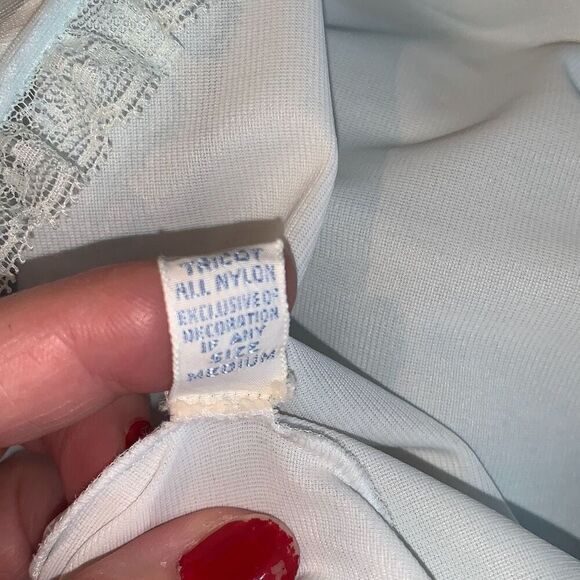 TRICOT
ALL NYLON
EXCLUSIVE OF
DECORATION
IF ANY
SIZE
MEDIUM